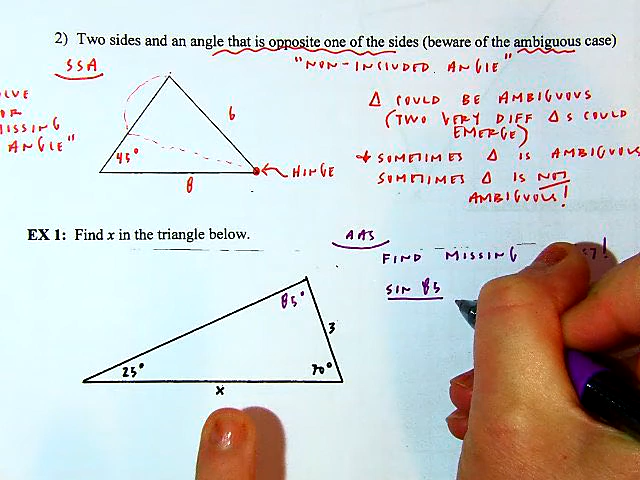 2) Two sides and an angle that is opposite one of the sides (beware of the ambiguous case)
SSA
"NON-INCLUDED ANGLE"
MISSING
ANGLE"
45°
6
8
HINGE
Δ COULD BE AMBIGUOUS
(TWO VERY DIFF ΔS COULD
EMERGE)
SOMETIMES Δ IS AMBIGUOUS
SOMETIMES Δ IS NOT
AMBIGUOUS!
EX 1: Find x in the triangle below.
AAS
FIND MISSING
SIN 85
85°
3
25°
70°
x